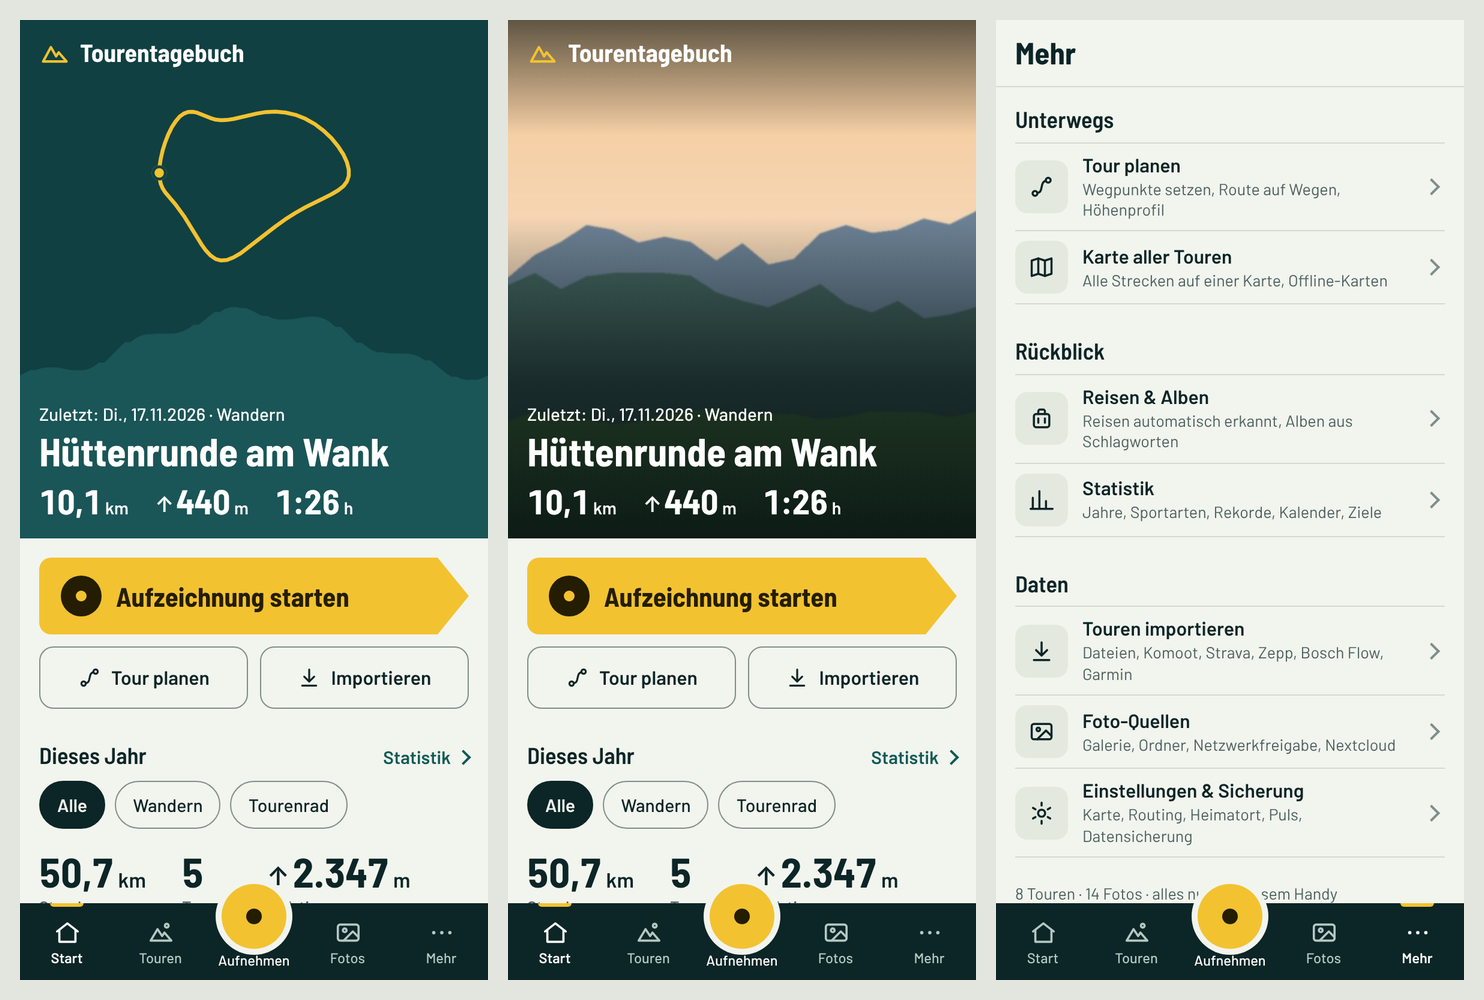 Tourentagebuch
Zuletzt: Di., 17.11.2026 · Wandern
Hüttenrunde am Wank
10,1 km ↑440 m 1:26 h
Aufzeichnung starten
Tour planen
Importieren
Dieses Jahr
Statistik
Alle
Wandern
Tourenrad
50,7 km 5 ↑2.347 m
Start
Touren
Aufnehmen
Fotos
Mehr
Tourentagebuch
Zuletzt: Di., 17.11.2026 · Wandern
Hüttenrunde am Wank
10,1 km ↑440 m 1:26 h
Aufzeichnung starten
Tour planen
Importieren
Dieses Jahr
Statistik
Alle
Wandern
Tourenrad
50,7 km 5 ↑2.347 m
Start
Touren
Aufnehmen
Fotos
Mehr
Mehr
Unterwegs
Tour planen
Wegpunkte setzen, Route auf Wegen,
Höhenprofil
Karte aller Touren
Alle Strecken auf einer Karte, Offline-Karten
Rückblick
Reisen & Alben
Reisen automatisch erkannt, Alben aus
Schlagworten
Statistik
Jahre, Sportarten, Rekorde, Kalender, Ziele
Daten
Touren importieren
Dateien, Komoot, Strava, Zepp, Bosch Flow,
Garmin
Foto-Quellen
Galerie, Ordner, Netzwerkfreigabe, Nextcloud
Einstellungen & Sicherung
Karte, Routing, Heimatort, Puls,
Datensicherung
8 Touren · 14 Fotos · alles Handy
Start
Touren
Aufnehmen
Fotos
Mehr